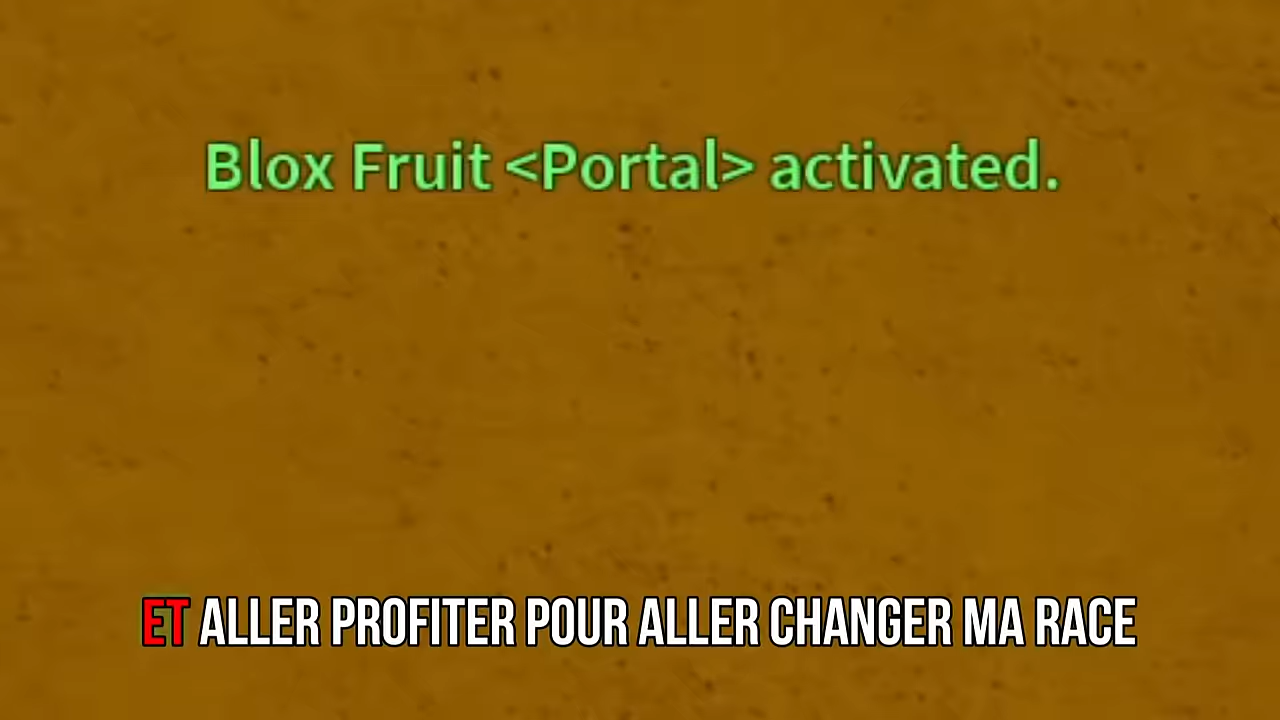 Blox Fruit <Portal> activated.
ET ALLER PROFITER POUR ALLER CHANGER MA RACE